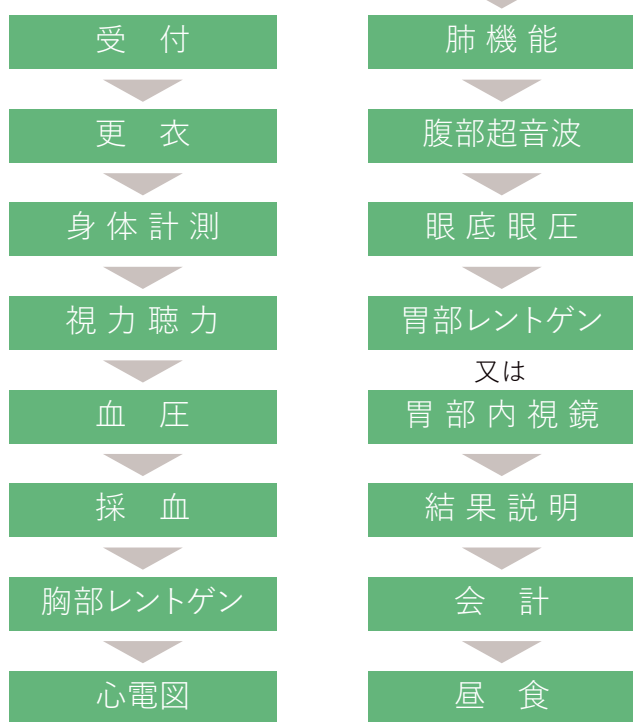 受付
更衣
身体計測
視力聴力
血圧
採血
胸部レントゲン
心電図
肺機能
腹部超音波
眼底眼圧
胃部レントゲン
又は
胃部内視鏡
結果説明
会計
昼食